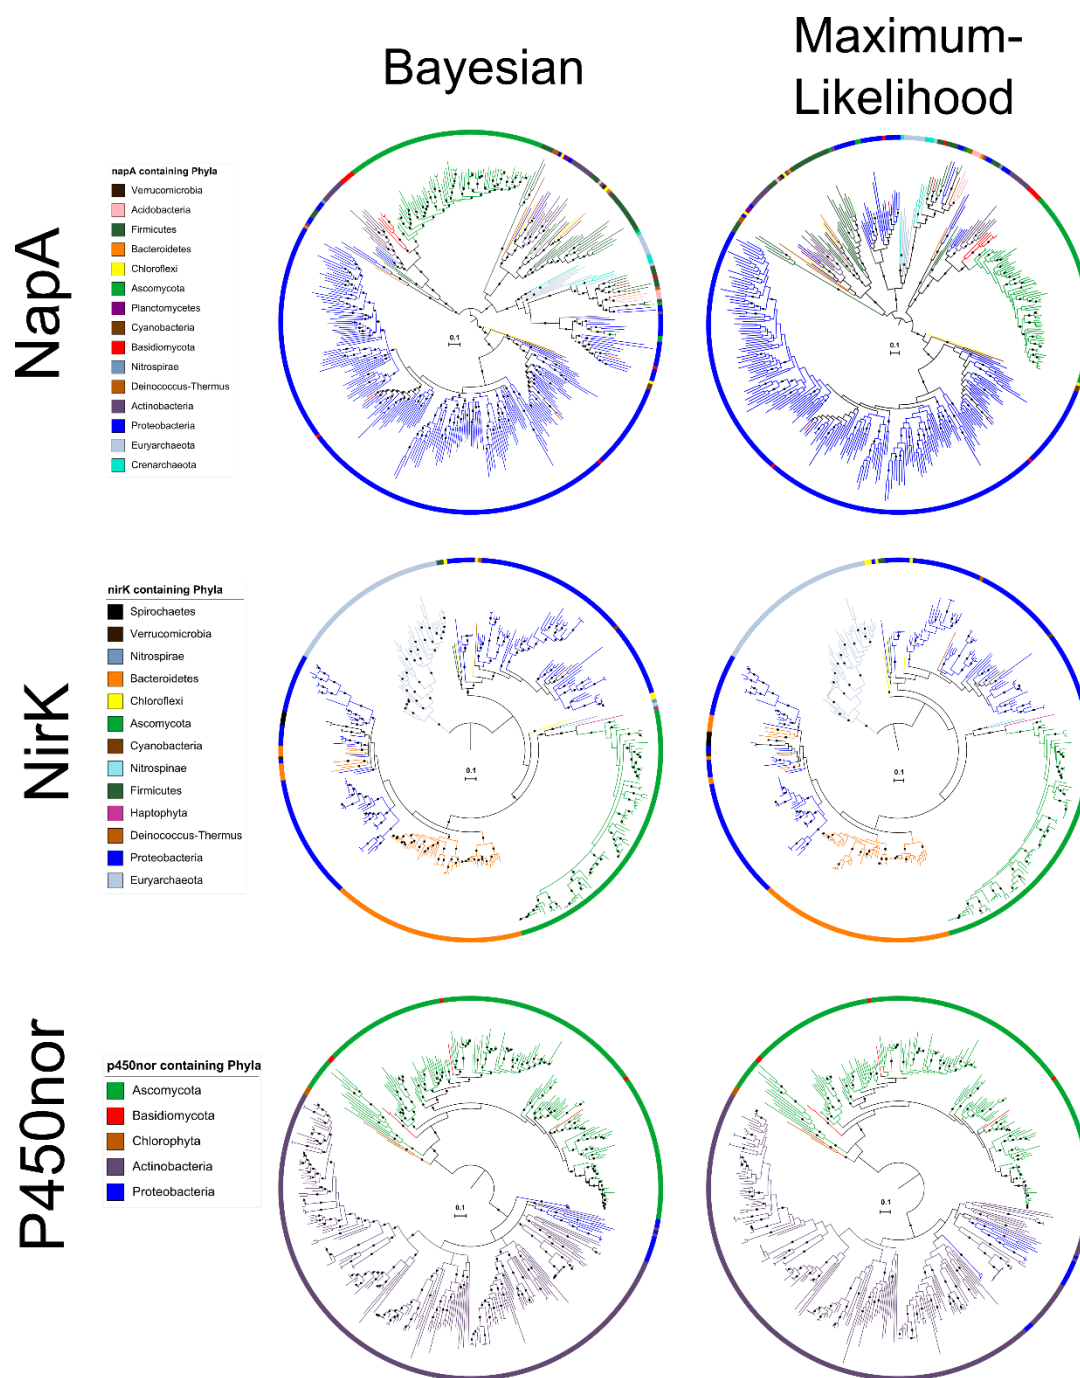 Bayesian
Maximum-
Likelihood
NapA
napA containing Phyla
Verrucomicrobia
Acidobacteria
Firmicutes
Bacteroidetes
Chloroflexi
Ascomycota
Planctomycetes
Cyanobacteria
Basidiomycota
Nitrospirae
Deinococcus-Thermus
Actinobacteria
Proteobacteria
Euryarchaeota
Crenarchaeota
0.1
0.1
NirK
nirK containing Phyla
Spirochaetes
Verrucomicrobia
Nitrospirae
Bacteroidetes
Chloroflexi
Ascomycota
Cyanobacteria
Nitrospinae
Firmicutes
Haptophyta
Deinococcus-Thermus
Proteobacteria
Euryarchaeota
0.1
0.1
P450nor
p450nor containing Phyla
Ascomycota
Basidiomycota
Chlorophyta
Actinobacteria
Proteobacteria
0.1
0.1